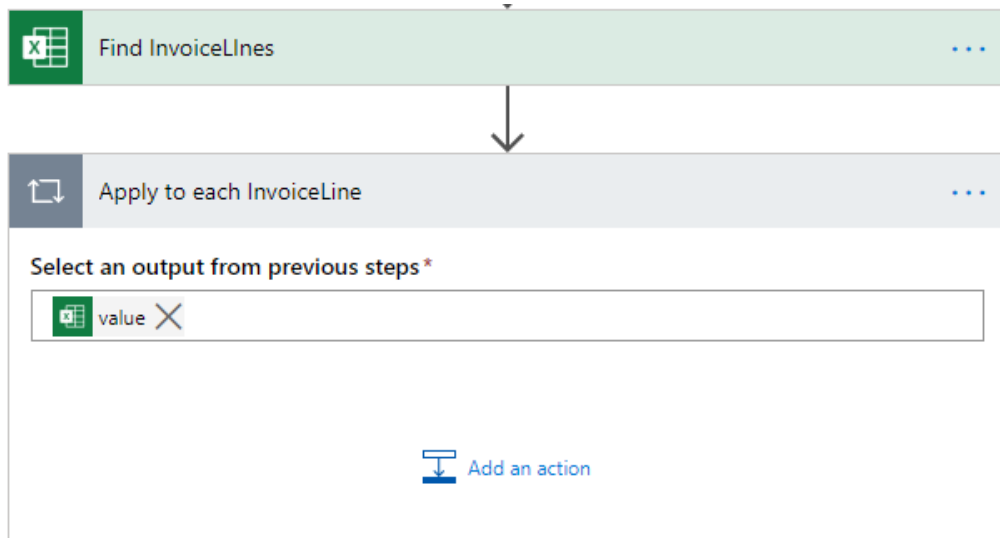 Find InvoiceLInes
Apply to each InvoiceLine
Select an output from previous steps*
value
Add an action